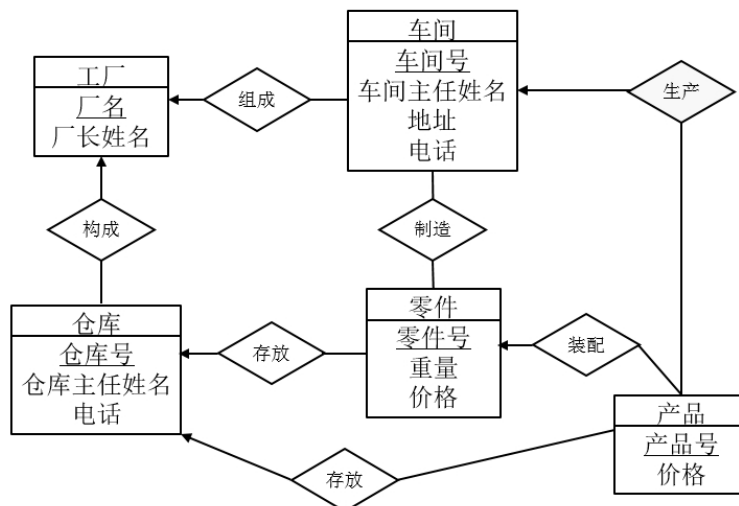 车间
车间号
车间主任姓名
地址
电话
工厂
厂名
厂长姓名
组成
生产
构成
制造
仓库
仓库号
仓库主任姓名
电话
存放
零件
零件号
重量
价格
装配
产品
产品号
价格
存放